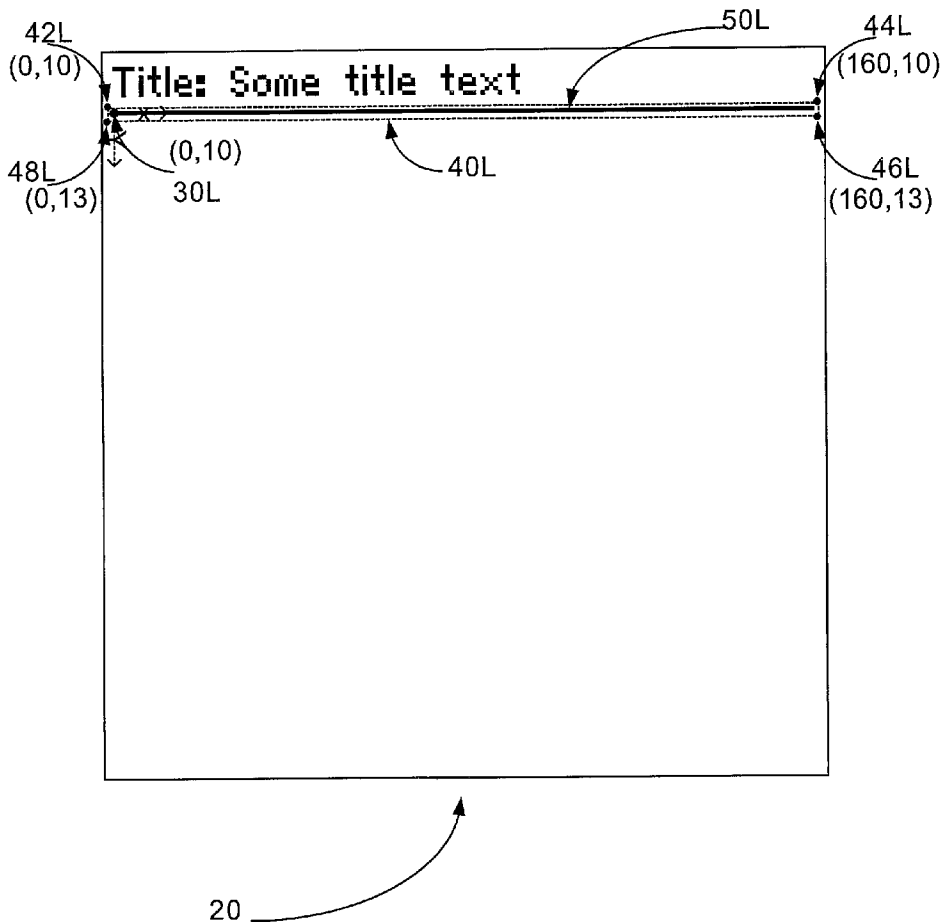 50L
42L
44L
(0,10)
(160,10)
Title: Some title text
x
(0,10)
48L
40L
46L
(0,13)
30L
(160,13)
20